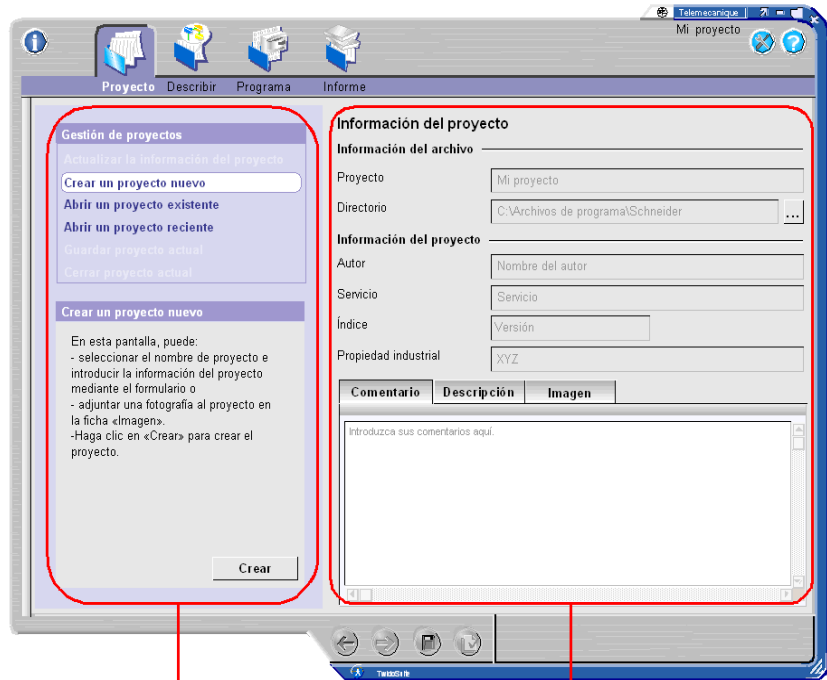 Telemecanique
Mi proyecto
Proyecto
Describir
Programa
Informe
Gestión de proyectos
Actualizar la información del proyecto
Crear un proyecto nuevo
Abrir un proyecto existente
Abrir un proyecto reciente
Guardar proyecto actual
Cerrar proyecto actual
Crear un proyecto nuevo
En esta pantalla, puede:
- seleccionar el nombre de proyecto e
introducir la información del proyecto
mediante el formulario o
- adjuntar una fotografía al proyecto en
la ficha «Imagen».
-Haga clic en «Crear» para crear el
proyecto.
Crear
Información del proyecto
Información del archivo
Proyecto
Mi proyecto
Directorio
C:\Archivos de programa\Schneider
...
Información del proyecto
Autor
Nombre del autor
Servicio
Servicio
Índice
Versión
Propiedad industrial
XYZ
Comentario
Descripción
Imagen
Introduzca sus comentarios aquí.
TwidoSuite